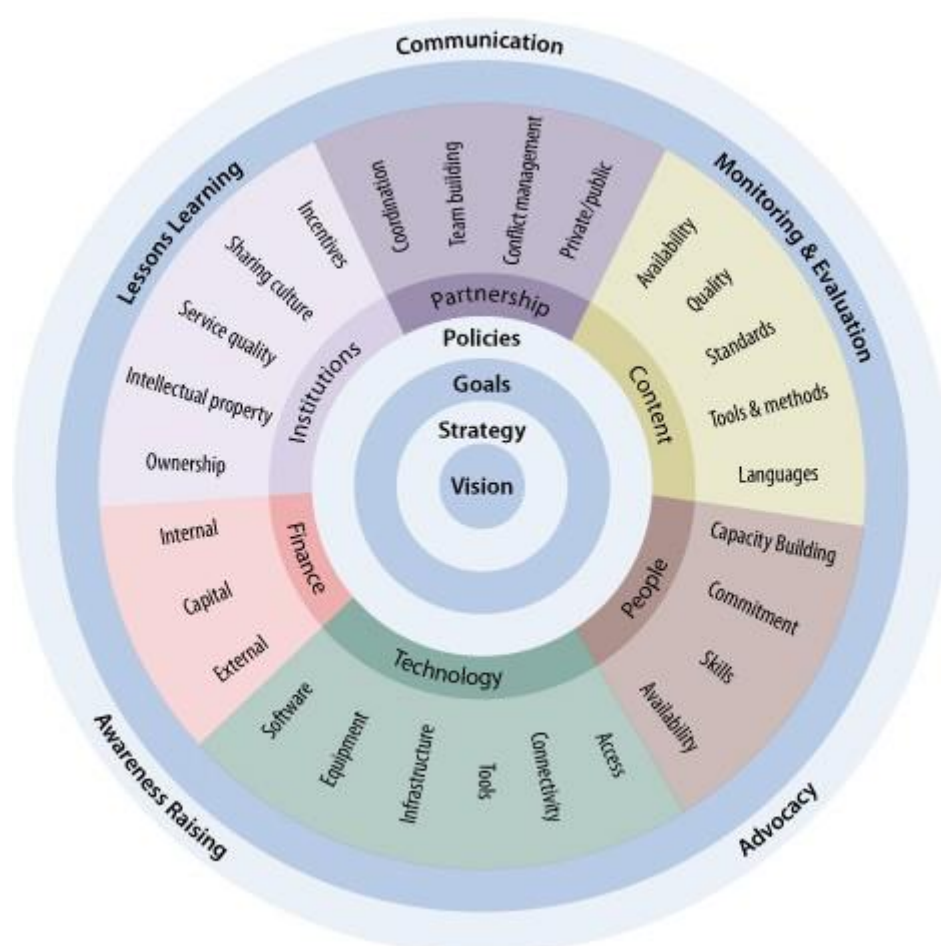 Communication
Monitoring & Evaluation
Advocacy
Awareness Raising
Lessons Learning
Partnership
Coordination
Team building
Conflict management
Private/public
Content
Availability
Quality
Standards
Tools & methods
Languages
People
Capacity Building
Commitment
Skills
Availability
Technology
Access
Connectivity
Tools
Infrastructure
Equipment
Software
Finance
External
Capital
Internal
Institutions
Ownership
Intellectual property
Service quality
Sharing culture
Incentives
Policies
Goals
Strategy
Vision